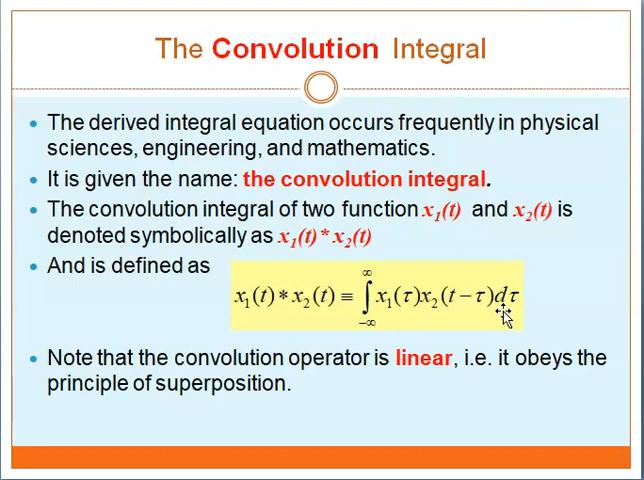 The Convolution Integral
• The derived integral equation occurs frequently in physical
sciences, engineering, and mathematics.
• It is given the name: the convolution integral.
• The convolution integral of two function x₁(t) and x₂(t) is
denoted symbolically as x₁(t)* x₂(t)
• And is defined as
x₁(t) * x₂(t) ≡ ∫_{-∞}^{∞} x₁(τ)x₂(t − τ)dτ
• Note that the convolution operator is linear, i.e. it obeys the
principle of superposition.